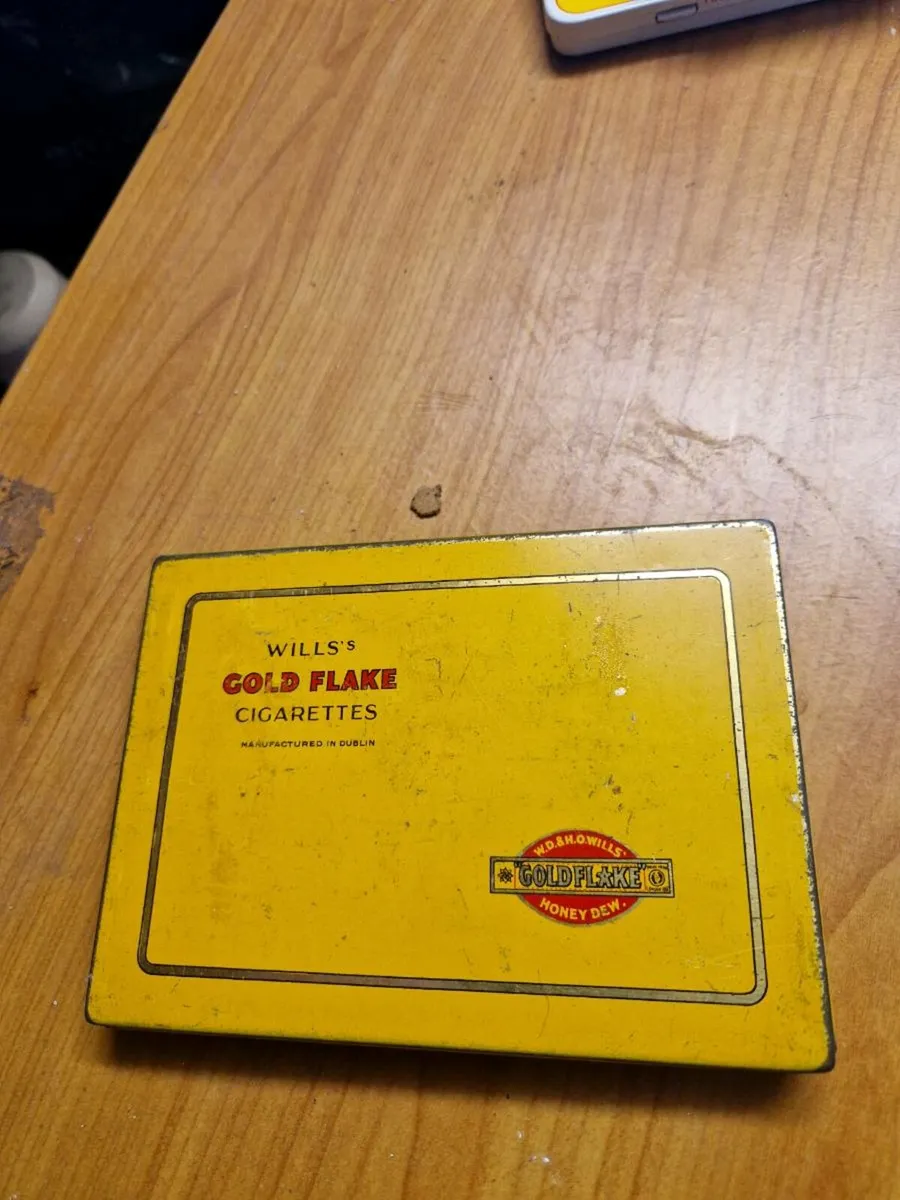 WILLS'S
GOLD FLAKE
CIGARETTES
MANUFACTURED IN DUBLIN
W.D.&H.O.WILLS'
"GOLD FLAKE"
HONEY DEW.